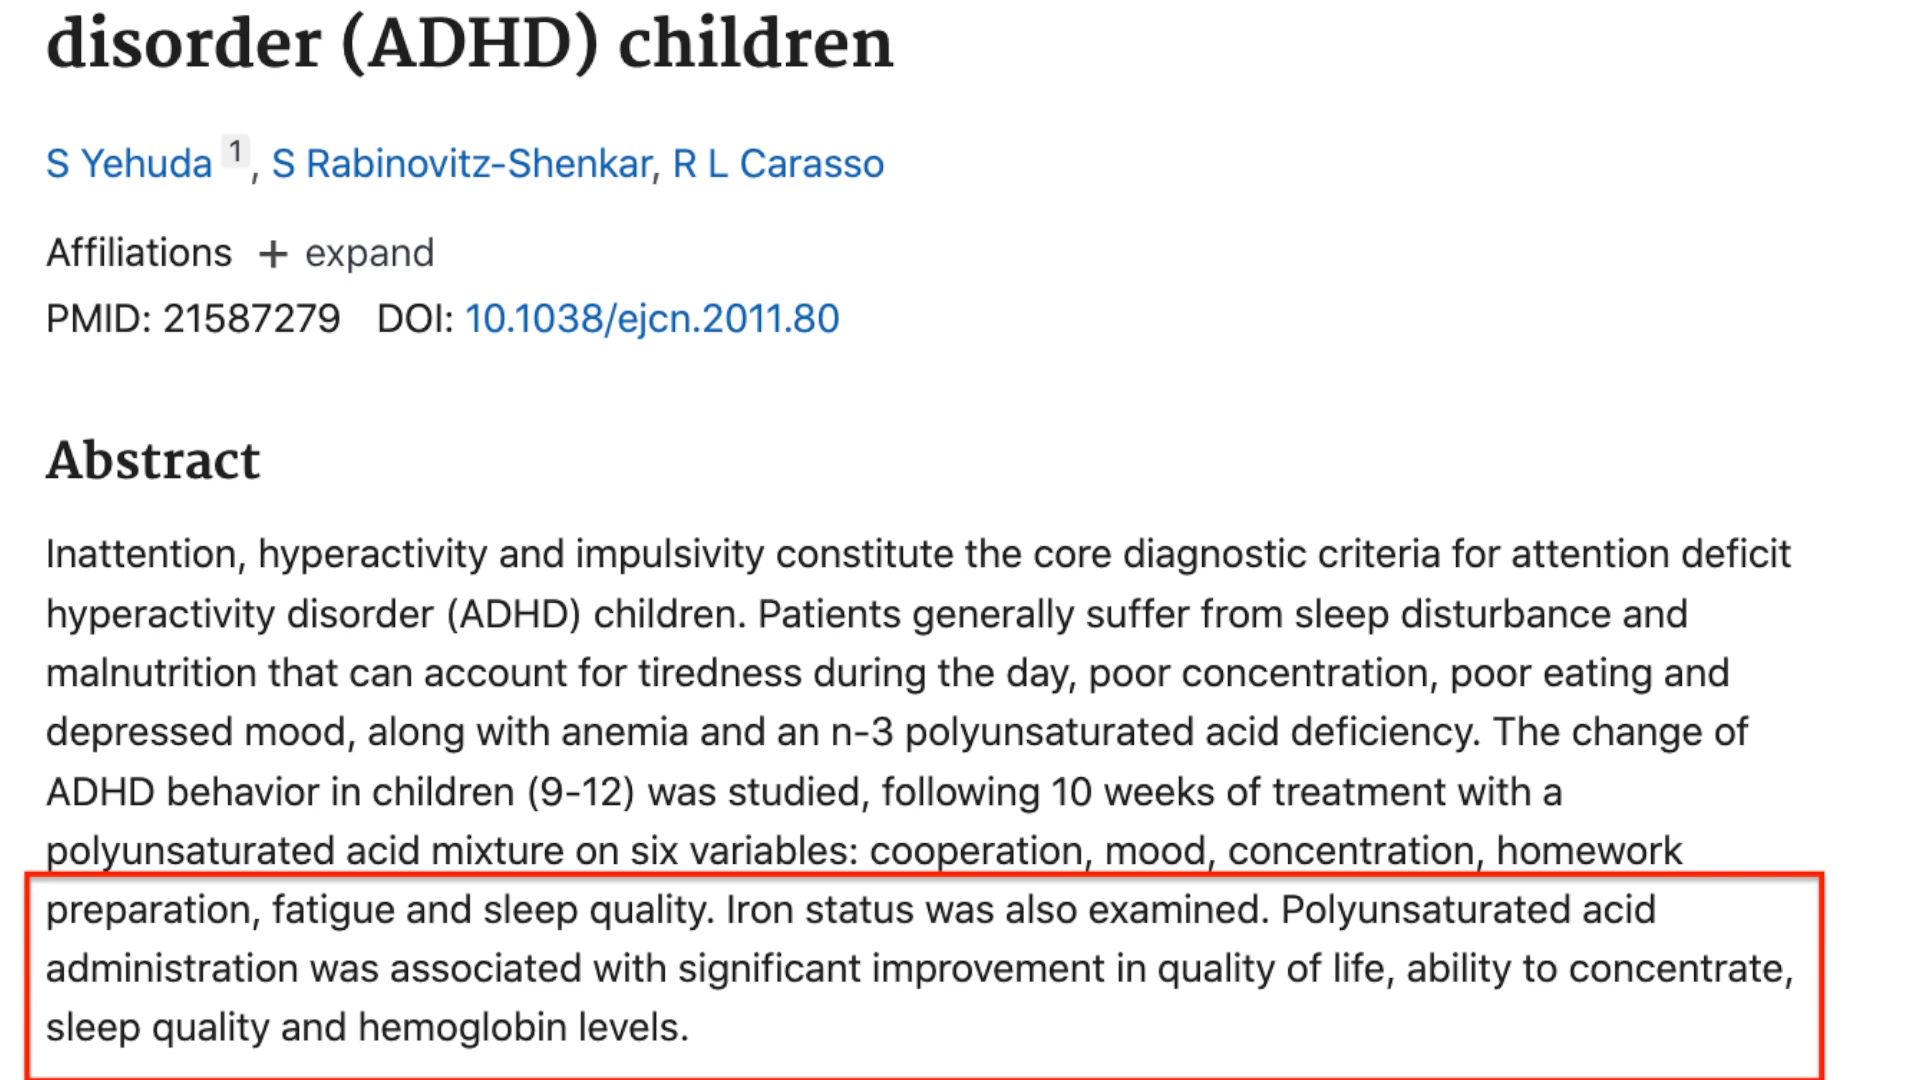 disorder (ADHD) children
S Yehuda 1, S Rabinovitz-Shenkar, R L Carasso
Affiliations + expand
PMID: 21587279 DOI: 10.1038/ejcn.2011.80
Abstract
Inattention, hyperactivity and impulsivity constitute the core diagnostic criteria for attention deficit
hyperactivity disorder (ADHD) children. Patients generally suffer from sleep disturbance and
malnutrition that can account for tiredness during the day, poor concentration, poor eating and
depressed mood, along with anemia and an n-3 polyunsaturated acid deficiency. The change of
ADHD behavior in children (9-12) was studied, following 10 weeks of treatment with a
polyunsaturated acid mixture on six variables: cooperation, mood, concentration, homework
preparation, fatigue and sleep quality. Iron status was also examined. Polyunsaturated acid
administration was associated with significant improvement in quality of life, ability to concentrate,
sleep quality and hemoglobin levels.